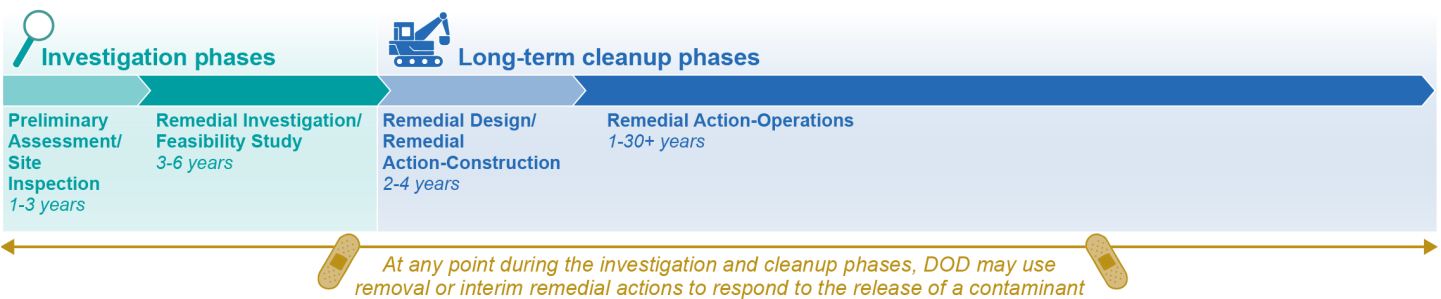 Investigation phases
Long-term cleanup phases
Preliminary
Assessment/
Site
Inspection
1-3 years
Remedial Investigation/
Feasibility Study
3-6 years
Remedial Design/
Remedial
Action-Construction
2-4 years
Remedial Action-Operations
1-30+ years
At any point during the investigation and cleanup phases, DOD may use
removal or interim remedial actions to respond to the release of a contaminant